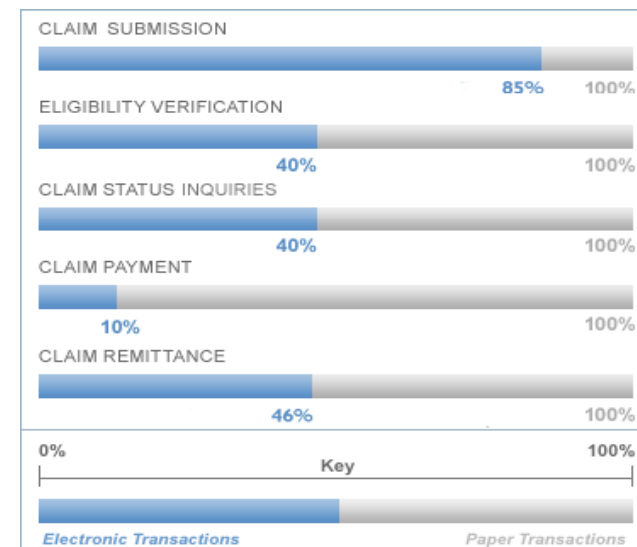 CLAIM SUBMISSION
85% 100%
ELIGIBILITY VERIFICATION
40% 100%
CLAIM STATUS INQUIRIES
40% 100%
CLAIM PAYMENT
10% 100%
CLAIM REMITTANCE
46% 100%
0% 100%
Key
Electronic Transactions Paper Transactions